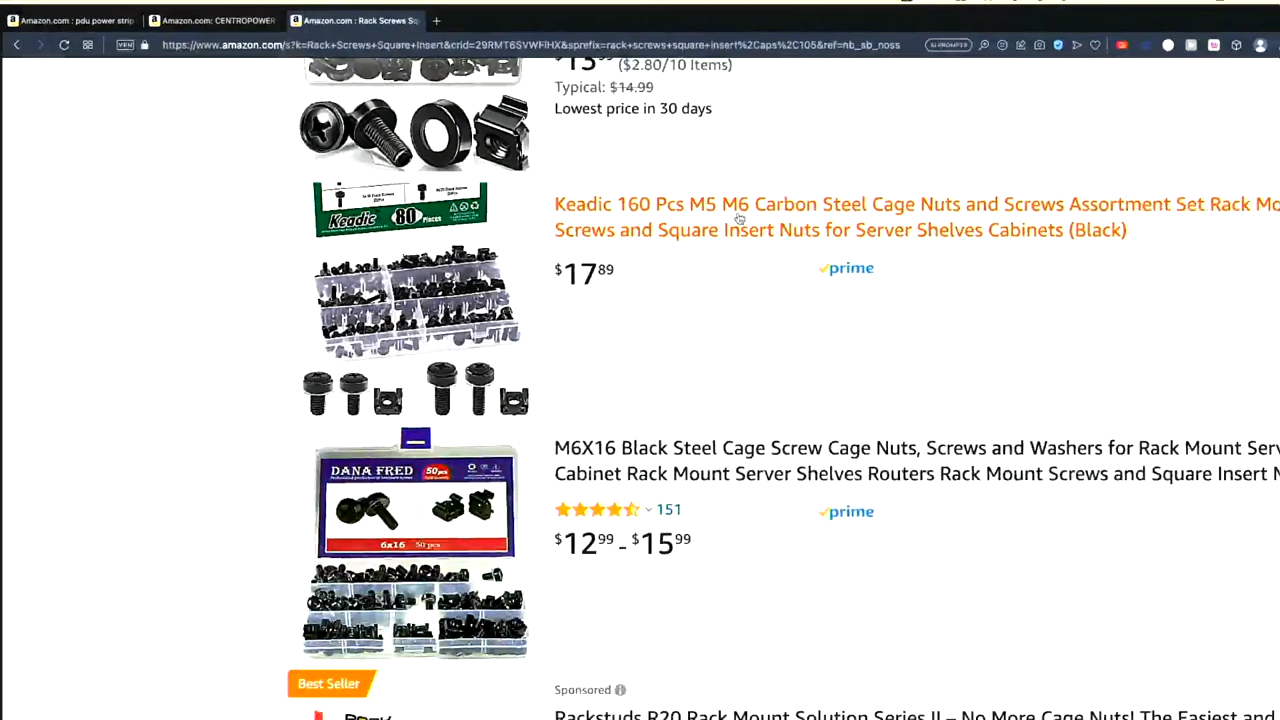 Amazon.com : pdu power strip
Amazon.com: CENTROPOWER
Amazon.com : Rack Screws Sq
VPN
https://www.amazon.com/s?k=Rack+Screws+Square+Insert&crid=29RMT6SVWFIHX&sprefix=rack+screws+square+insert%2Caps%2C105&ref=nb_sb_noss
($2.80/10 Items)
Typical: $14.99
Lowest price in 30 days
Keadic 80 Pieces
Keadic 160 Pcs M5 M6 Carbon Steel Cage Nuts and Screws Assortment Set Rack Mo
Screws and Square Insert Nuts for Server Shelves Cabinets (Black)
$17 89
prime
DANA FRED
50pcs
6x16 50pcs
M6X16 Black Steel Cage Screw Cage Nuts, Screws and Washers for Rack Mount Serv
Cabinet Rack Mount Server Shelves Routers Rack Mount Screws and Square Insert
151
prime
$12 99 - $15 99
Best Seller
Sponsored
Rackstuds R20 Rack Mount Solution Series II – No More Cage Nuts! The Easiest and